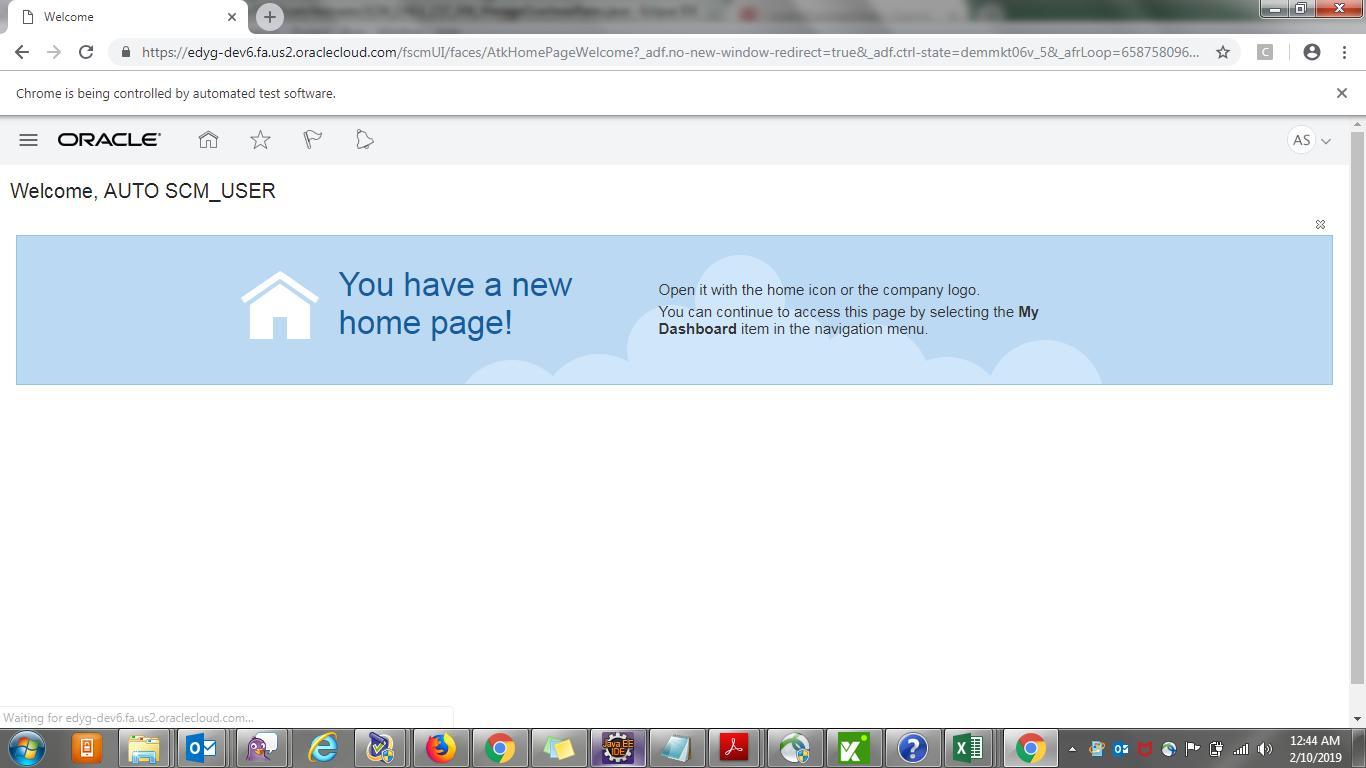 Welcome
https://edyg-dev6.fa.us2.oraclecloud.com/fscmUI/faces/AtkHomePageWelcome?_adf.no-new-window-redirect=true&_adf.ctrl-state=demmkt06v_5&_afrLoop=658758096...
C
Chrome is being controlled by automated test software.
ORACLE
AS
Welcome, AUTO SCM_USER
You have a new
home page!
Open it with the home icon or the company logo.
You can continue to access this page by selecting the My
Dashboard item in the navigation menu.
Waiting for edyg-dev6.fa.us2.oraclecloud.com...
Java EE
IDE
12:44 AM
2/10/2019